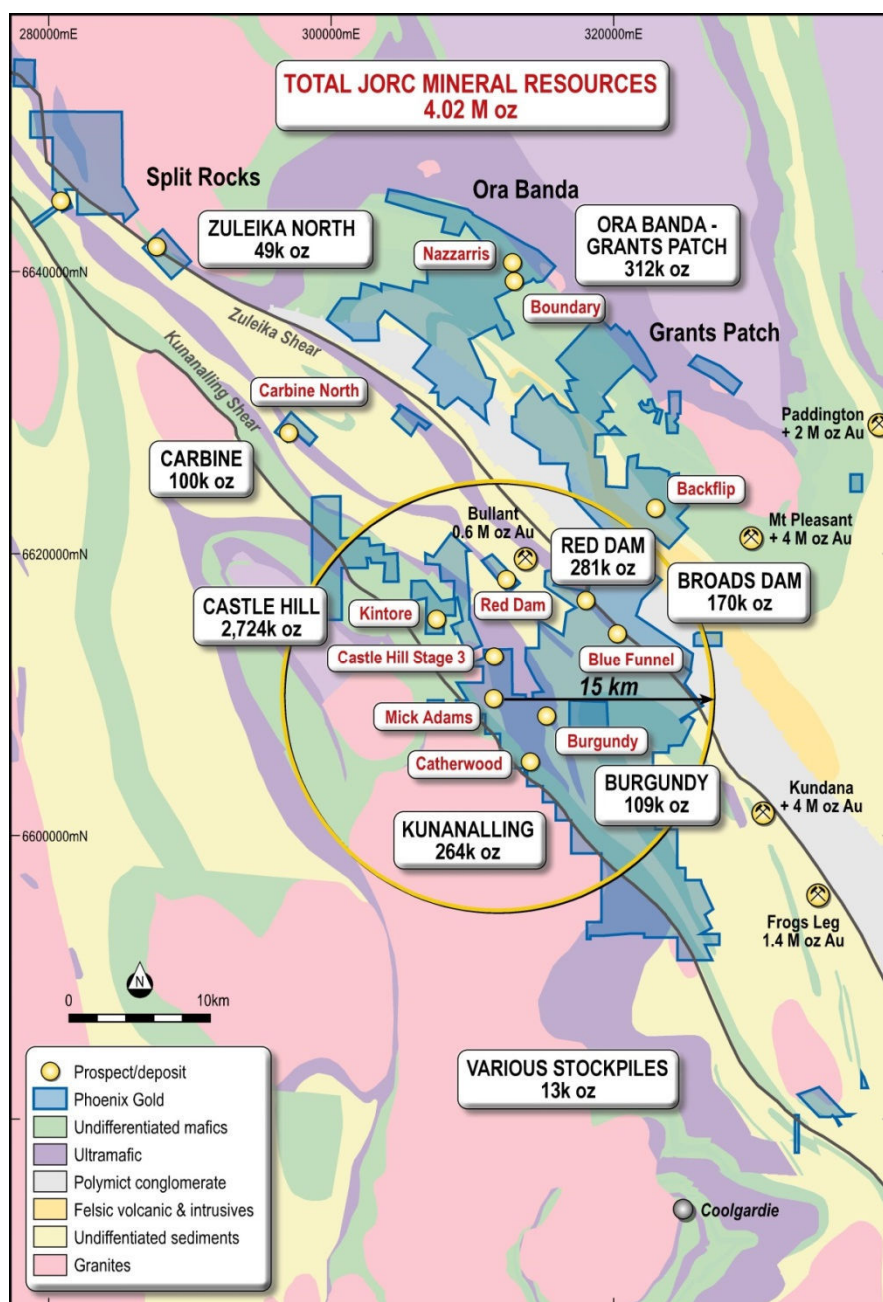 280000mE
300000mE
320000mE
TOTAL JORC MINERAL RESOURCES
4.02 M oz
Split Rocks
Ora Banda
ZULEIKA NORTH
49k oz
ORA BANDA -
GRANTS PATCH
312k oz
Nazzarris
6640000mN
Boundary
Zuleika Shear
Grants Patch
Kunanalling Shear
Carbine North
Paddington
+ 2 M oz Au
CARBINE
100k oz
Backflip
Bullant
0.6 M oz Au
Mt Pleasant
+ 4 M oz Au
6620000mN
RED DAM
281k oz
BROADS DAM
170k oz
CASTLE HILL
2,724k oz
Kintore
Red Dam
Castle Hill Stage 3
Blue Funnel
15 km
Mick Adams
Burgundy
Catherwood
BURGUNDY
109k oz
Kundana
+ 4 M oz Au
KUNANALLING
264k oz
6600000mN
Frogs Leg
1.4 M oz Au
N
0
10km
VARIOUS STOCKPILES
13k oz
Prospect/deposit
Phoenix Gold
Undifferentiated mafics
Ultramafic
Polymict conglomerate
Felsic volcanic & intrusives
Undiffentiated sediments
Granites
Coolgardie